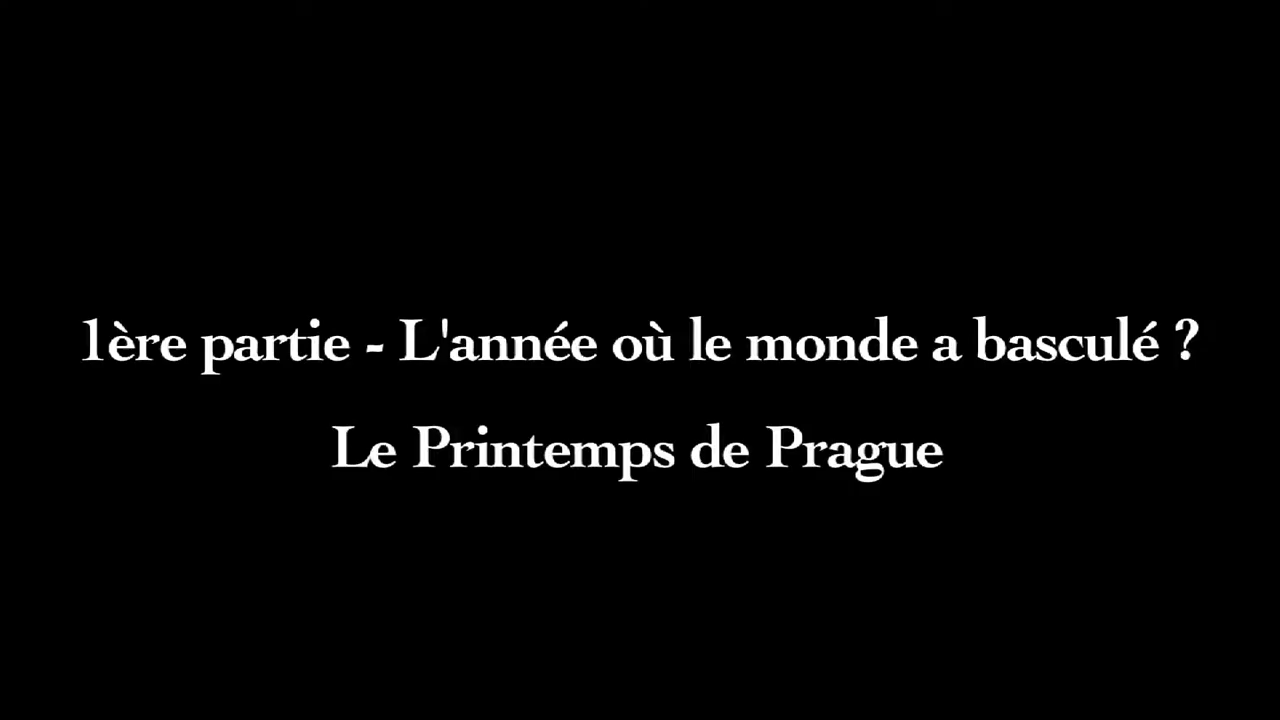 1ère partie - L'année où le monde a basculé ?
Le Printemps de Prague